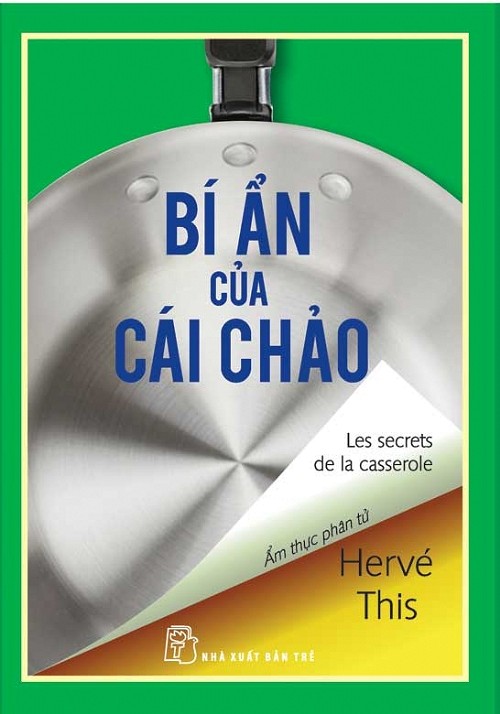 BÍ ẨN
CỦA
CÁI CHẢO
Les secrets
de la casserole
Ẩm thực phân tử
Hervé
This
T
NHÀ XUẤT BẢN TRẺ